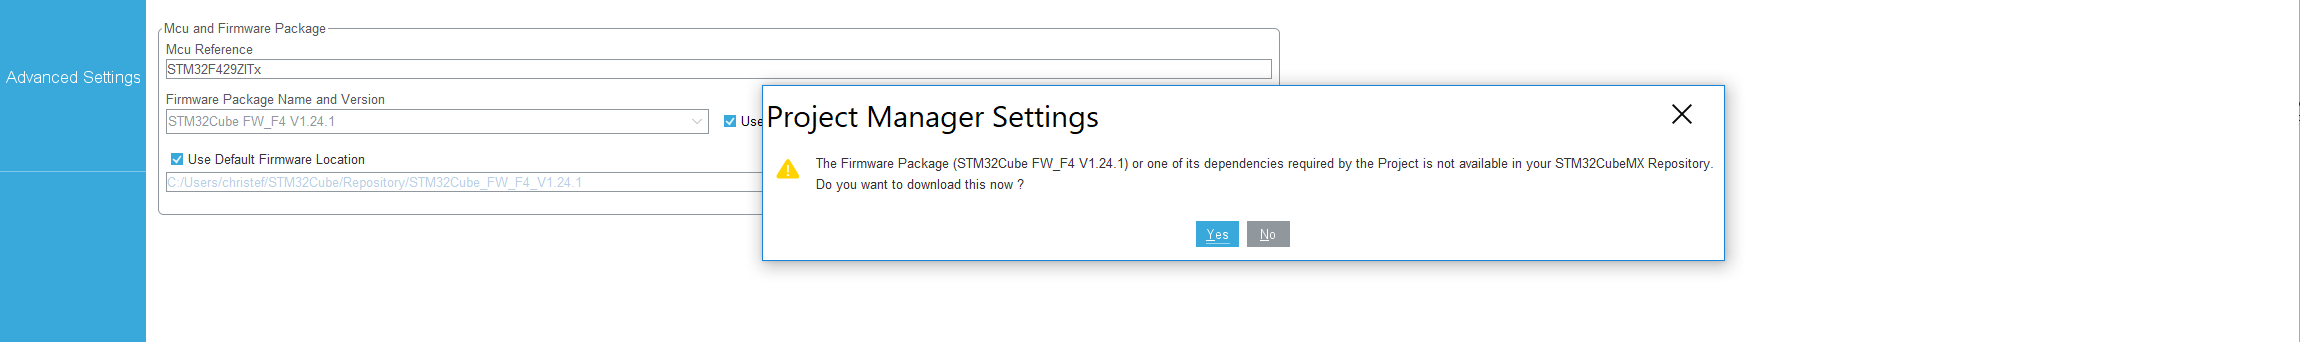 Advanced Settings
Mcu and Firmware Package
Mcu Reference
STM32F429ZITx
Firmware Package Name and Version
STM32Cube FW_F4 V1.24.1
Use
Use Default Firmware Location
C:/Users/christef/STM32Cube/Repository/STM32Cube_FW_F4_V1.24.1
Project Manager Settings
The Firmware Package (STM32Cube FW_F4 V1.24.1) or one of its dependencies required by the Project is not available in your STM32CubeMX Repository.
Do you want to download this now ?
Yes
No